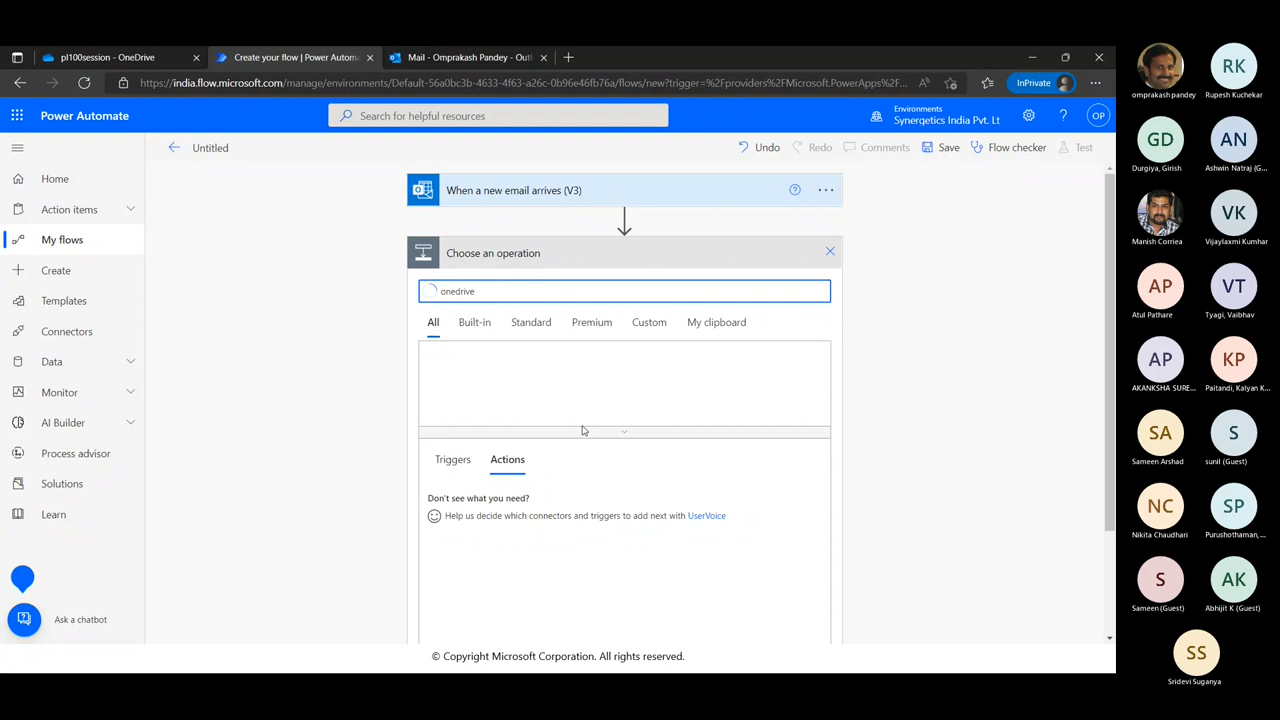 pl100session - OneDrive
Create your flow | Power Automa
Mail - Omprakash Pandey - Outl
https://india.flow.microsoft.com/manage/environments/Default-56a0bc3b-4633-4f63-a26c-0b96e46fb76a/flows/new?trigger=%2Fproviders%2FMicrosoft.PowerApps%2F...
InPrivate
Power Automate
Search for helpful resources
Environments
Synergetics India Pvt. Lt
OP
Untitled
Undo
Redo
Comments
Save
Flow checker
Test
Home
Action items
My flows
Create
Templates
Connectors
Data
Monitor
AI Builder
Process advisor
Solutions
Learn
Ask a chatbot
When a new email arrives (V3)
Choose an operation
onedrive
All
Built-in
Standard
Premium
Custom
My clipboard
Triggers
Actions
Don't see what you need?
Help us decide which connectors and triggers to add next with UserVoice
© Copyright Microsoft Corporation. All rights reserved.
omprakash pandey
RK
Rupesh Kuchekar
GD
Durgiya, Girish
AN
Ashwin Natraj (G...
Manish Correa
VK
Vijaylaxmi Kumhar
AP
Atul Pathare
VT
Tyagi, Vaibhav
AP
AKANKSHA SURE...
KP
Paitandi, Kalyan K...
SA
Sameen Arshad
S
sunil (Guest)
NC
Nikita Chaudhari
SP
Purushothaman, ...
S
Sameen (Guest)
AK
Abhijit K (Guest)
SS
Sridevi Suganya